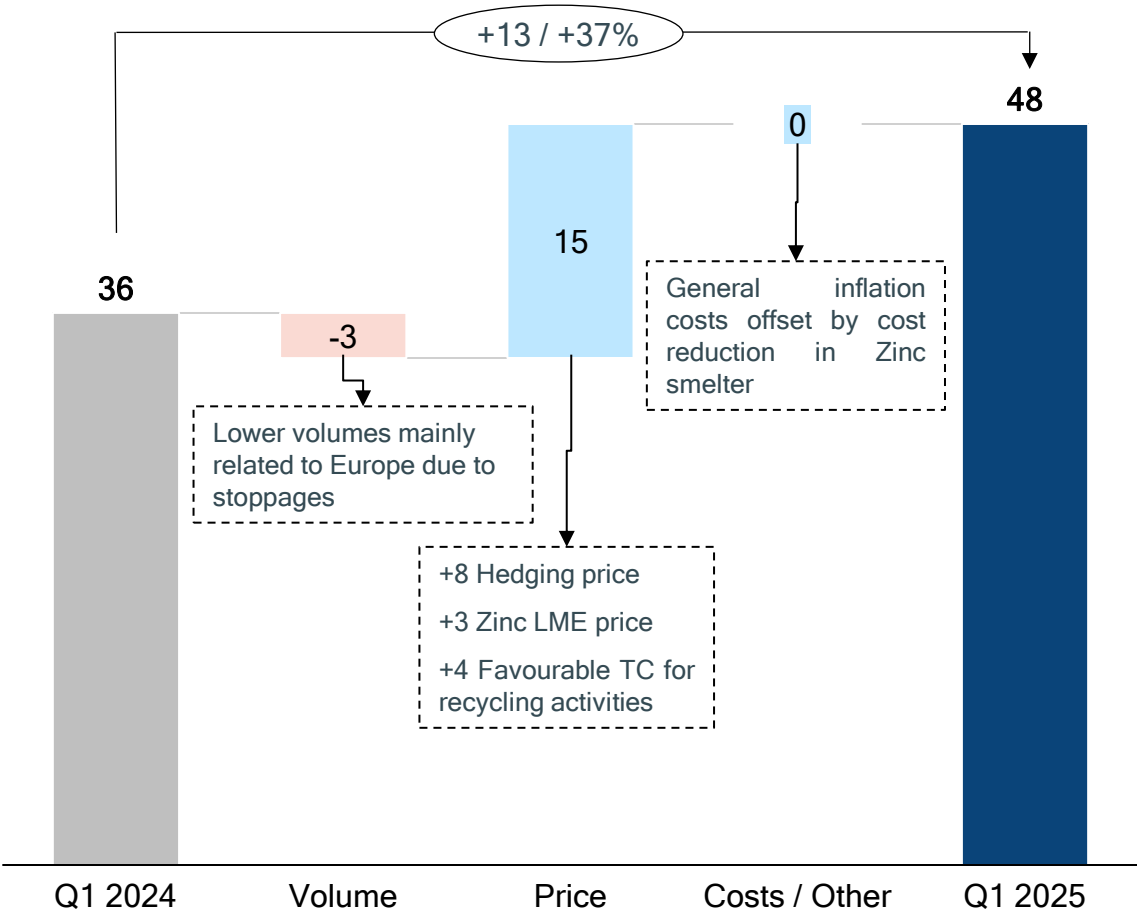 +13 / +37%
48
0
15
36
-3
General inflation
costs offset by cost
reduction in Zinc
smelter
Lower volumes mainly
related to Europe due to
stoppages
+8 Hedging price
+3 Zinc LME price
+4 Favourable TC for
recycling activities
Q1 2024
Volume
Price
Costs / Other
Q1 2025